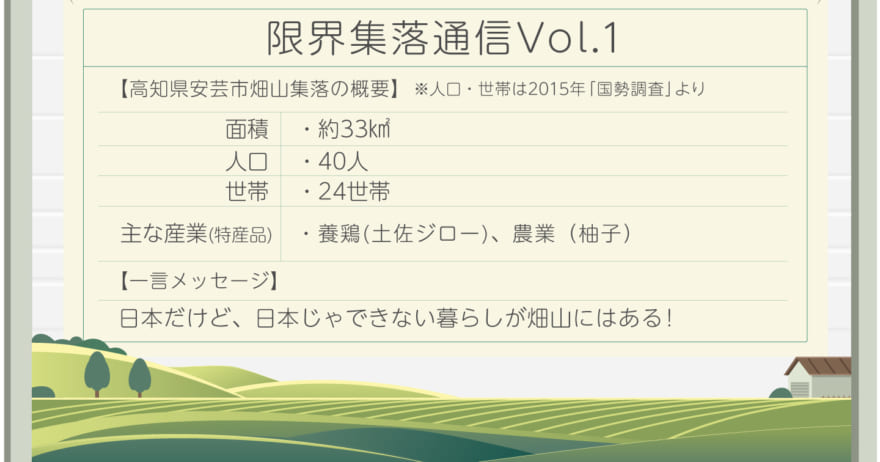 限界集落通信Vol.1
【高知県安芸市畑山集落の概要】 ※人口・世帯は2015年「国勢調査」より
面積 ・約33㎢
人口 ・40人
世帯 ・24世帯
主な産業(特産品) ・養鶏(土佐ジロー)、農業（柚子）
【一言メッセージ】
日本だけど、日本じゃできない暮らしが畑山にはある!